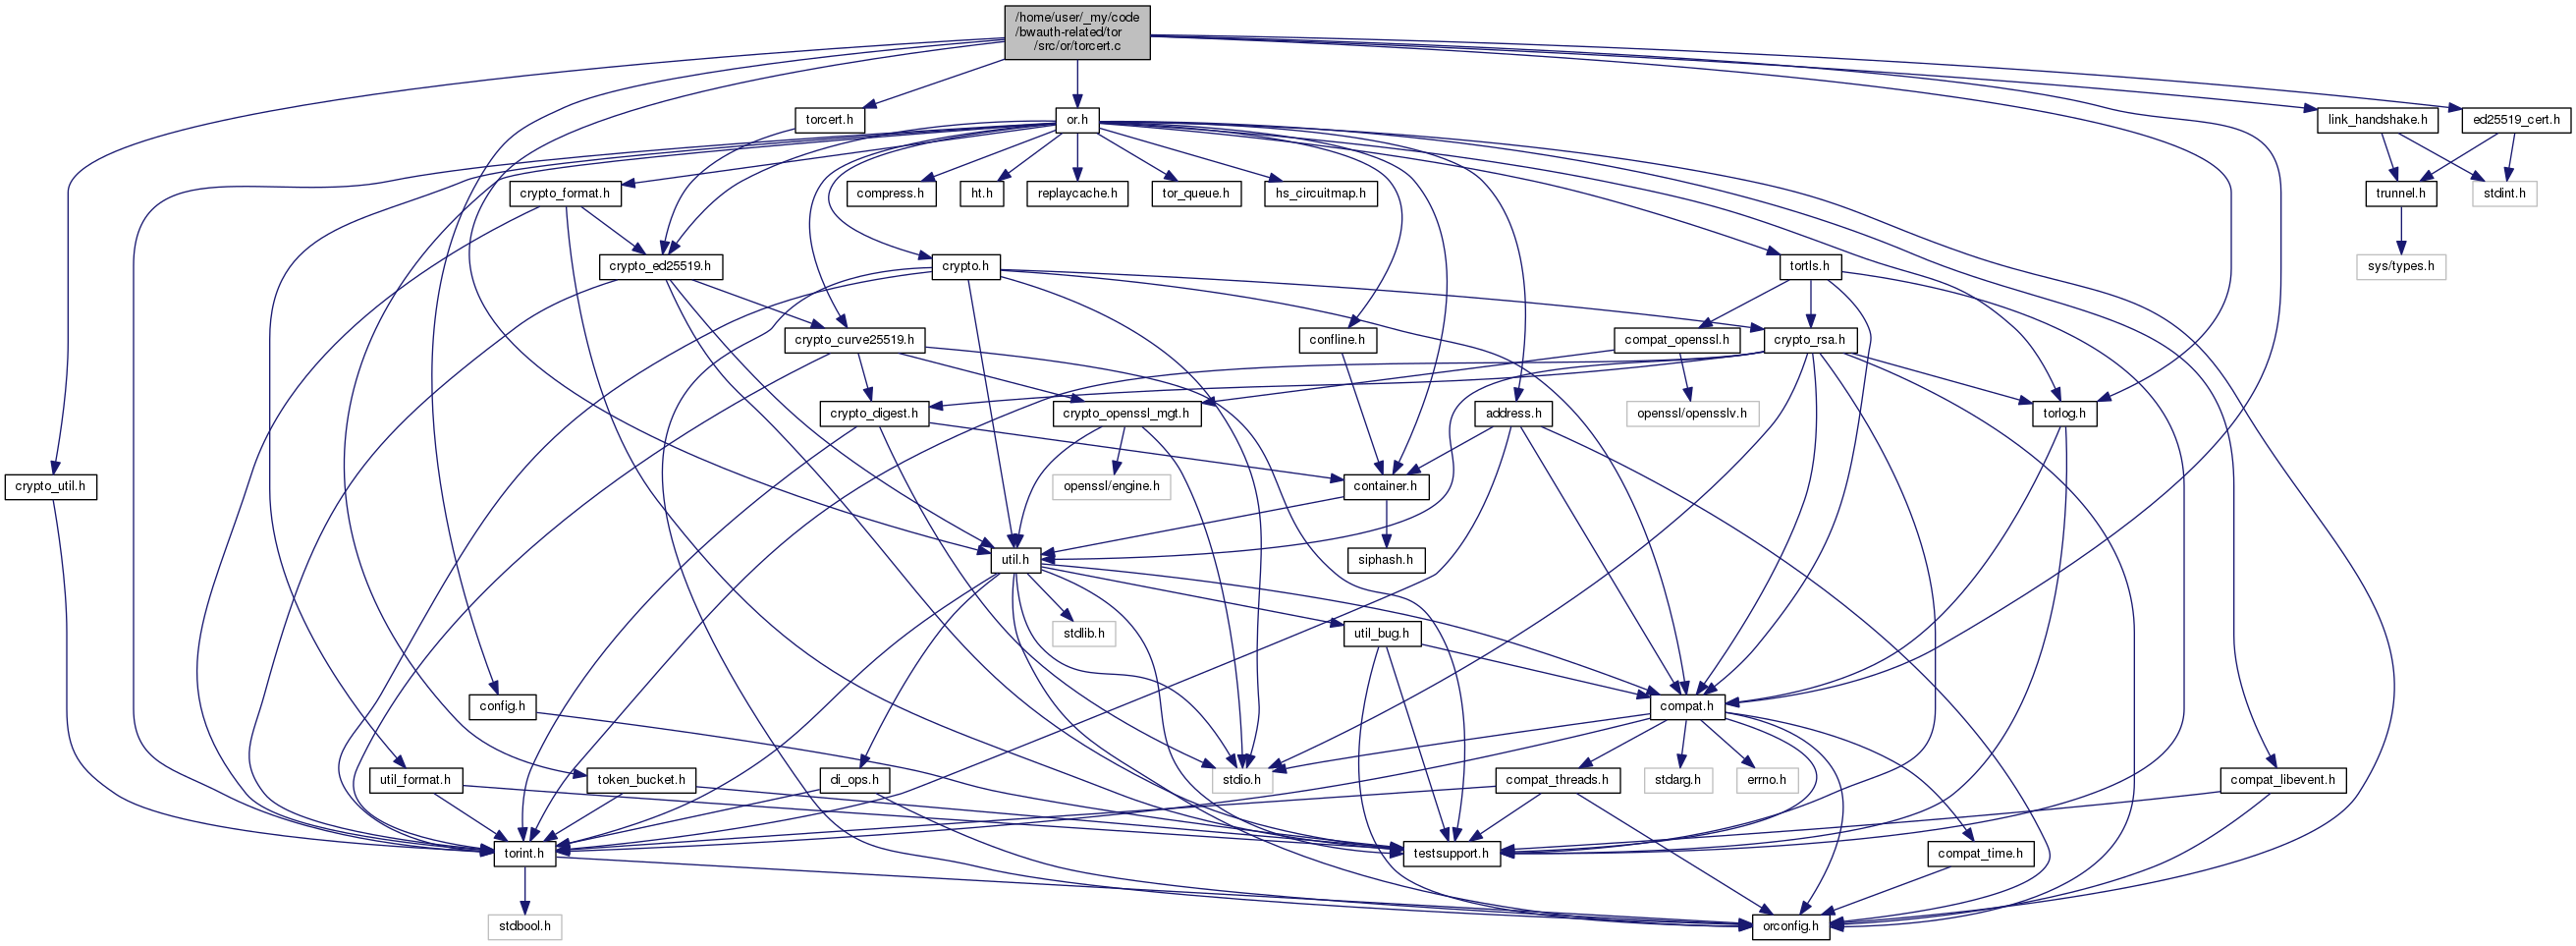 /home/user/_my/code
/bwauth-related/tor
/src/or/torcert.c
torcert.h
or.h
link_handshake.h
ed25519_cert.h
crypto_format.h
compress.h
ht.h
replaycache.h
tor_queue.h
hs_circuitmap.h
trunnel.h
stdint.h
crypto_ed25519.h
crypto.h
tortls.h
sys/types.h
crypto_curve25519.h
confline.h
compat_openssl.h
crypto_rsa.h
crypto_digest.h
crypto_openssl_mgt.h
address.h
openssl/opensslv.h
torlog.h
crypto_util.h
openssl/engine.h
container.h
util.h
siphash.h
stdlib.h
util_bug.h
config.h
compat.h
util_format.h
token_bucket.h
di_ops.h
stdio.h
compat_threads.h
stdarg.h
errno.h
compat_libevent.h
torint.h
testsupport.h
compat_time.h
stdbool.h
orconfig.h